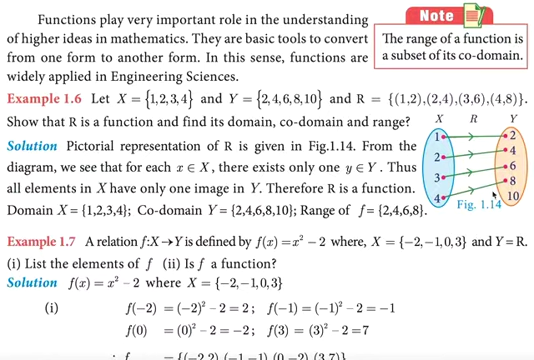 Functions play very important role in the understanding
of higher ideas in mathematics. They are basic tools to convert
from one form to another form. In this sense, functions are
widely applied in Engineering Sciences.
Note
The range of a function is
a subset of its co-domain.
Example 1.6 Let X = {1,2,3,4} and Y = {2,4,6,8,10} and R = {(1,2),(2,4),(3,6),(4,8)}.
Show that R is a function and find its domain, co-domain and range?
Solution Pictorial representation of R is given in Fig.1.14. From the
diagram, we see that for each x ∈ X, there exists only one y ∈ Y. Thus
all elements in X have only one image in Y. Therefore R is a function.
Domain X = {1,2,3,4}; Co-domain Y = {2,4,6,8,10}; Range of f = {2,4,6,8}.
X R Y
1 2
2 4
3 6
4 8
10
Fig. 1.14
Example 1.7 A relation f:X→Y is defined by f(x) = x² − 2 where, X = {−2,−1,0,3} and Y = R.
(i) List the elements of f (ii) Is f a function?
Solution f(x) = x² − 2 where X = {−2,−1,0,3}
(i) f(−2) = (−2)² − 2 = 2; f(−1) = (−1)² − 2 = −1
f(0) = (0)² − 2 = −2; f(3) = (3)² − 2 = 7
∴ f = {(−2,2),(−1,−1),(0,−2),(3,7)}